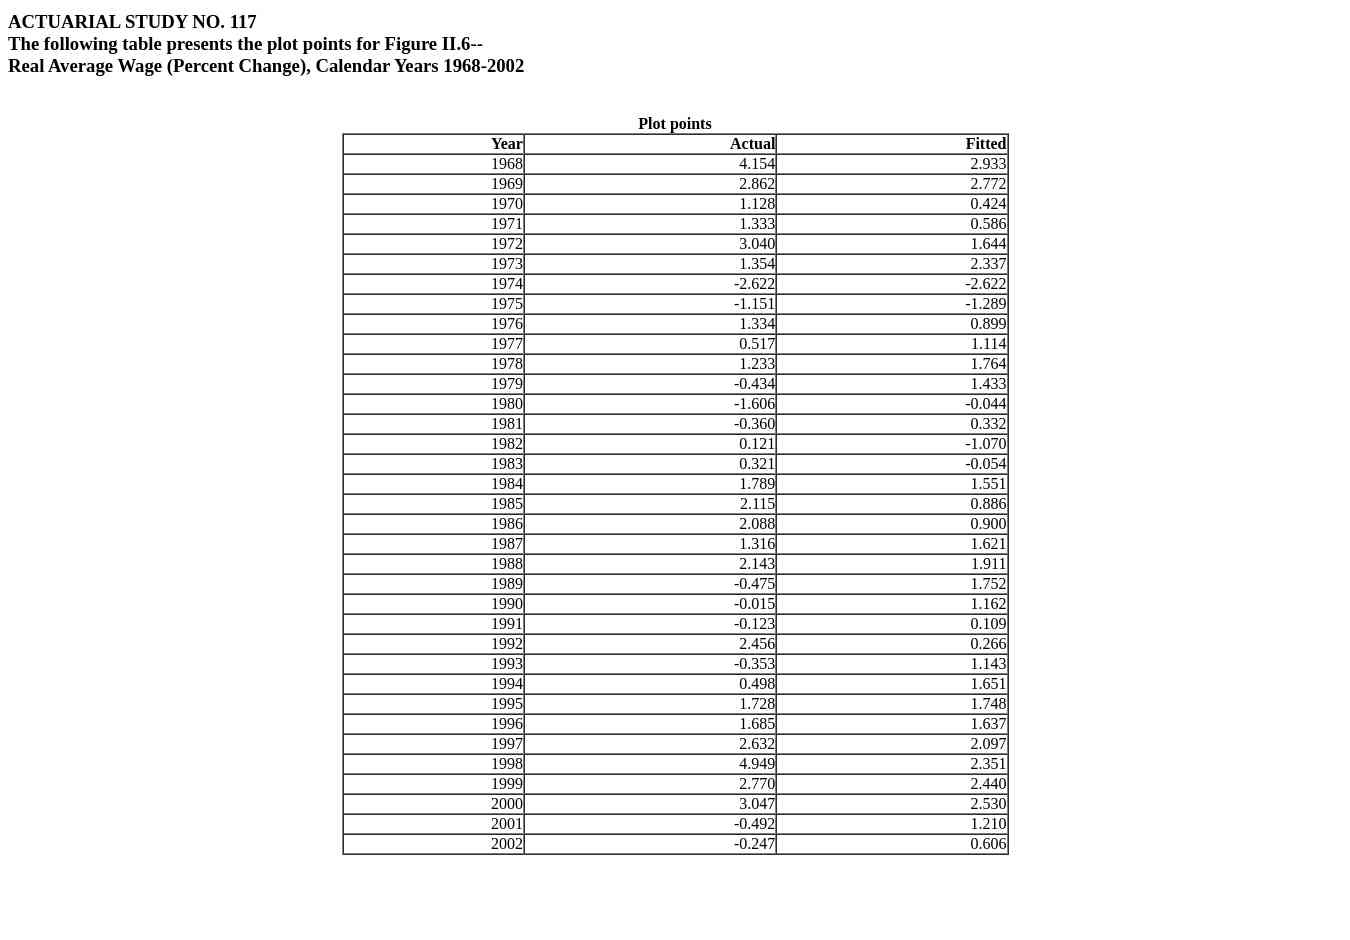 ACTUARIAL STUDY NO. 117
The following table presents the plot points for Figure II.6--
Real Average Wage (Percent Change), Calendar Years 1968-2002
Plot points
Year Actual Fitted
1968 4.154 2.933
1969 2.862 2.772
1970 1.128 0.424
1971 1.333 0.586
1972 3.040 1.644
1973 1.354 2.337
1974 -2.622 -2.622
1975 -1.151 -1.289
1976 1.334 0.899
1977 0.517 1.114
1978 1.233 1.764
1979 -0.434 1.433
1980 -1.606 -0.044
1981 -0.360 0.332
1982 0.121 -1.070
1983 0.321 -0.054
1984 1.789 1.551
1985 2.115 0.886
1986 2.088 0.900
1987 1.316 1.621
1988 2.143 1.911
1989 -0.475 1.752
1990 -0.015 1.162
1991 -0.123 0.109
1992 2.456 0.266
1993 -0.353 1.143
1994 0.498 1.651
1995 1.728 1.748
1996 1.685 1.637
1997 2.632 2.097
1998 4.949 2.351
1999 2.770 2.440
2000 3.047 2.530
2001 -0.492 1.210
2002 -0.247 0.606